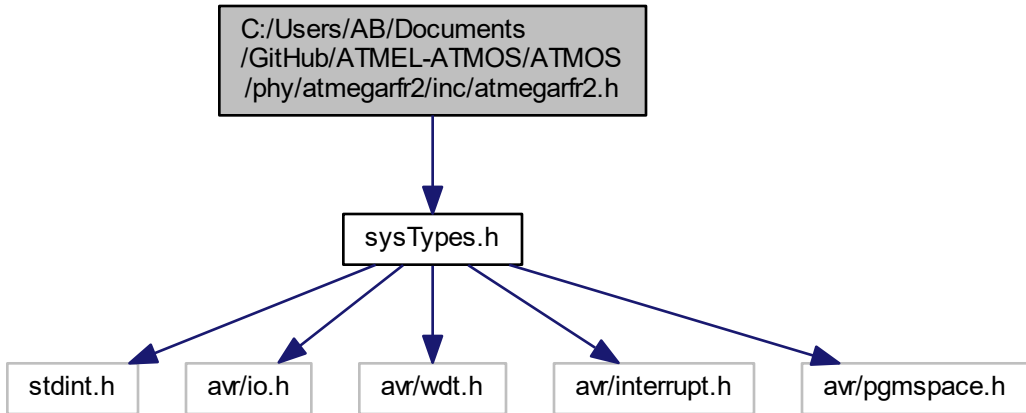 C:/Users/AB/Documents
/GitHub/ATMEL-ATMOS/ATMOS
/phy/atmegarfr2/inc/atmegarfr2.h
sysTypes.h
stdint.h
avr/io.h
avr/wdt.h
avr/interrupt.h
avr/pgmspace.h